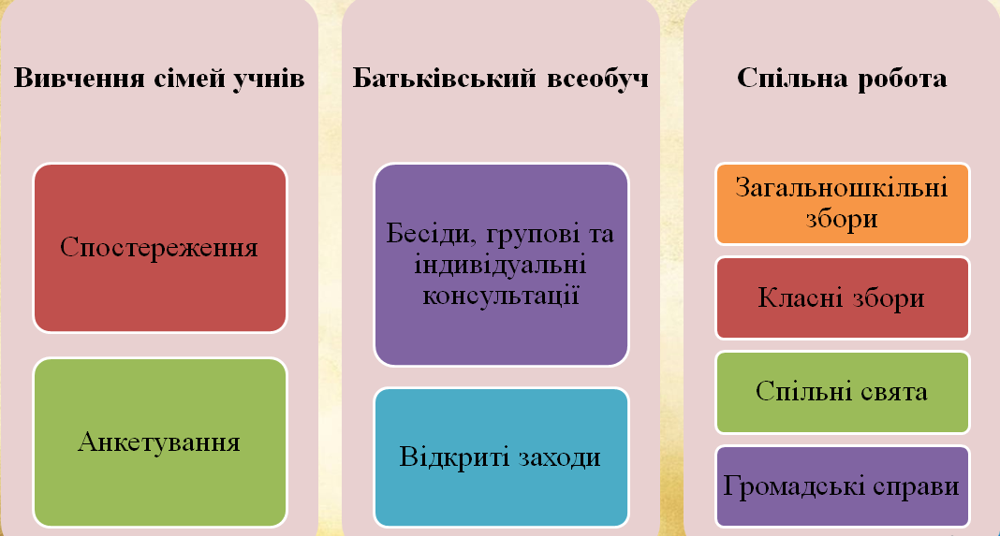 Вивчення сімей учнів
Спостереження
Анкетування
Батьківський всеобуч
Бесіди, групові та
індивідуальні
консультації
Відкриті заходи
Спільна робота
Загальношкільні
збори
Класні збори
Спільні свята
Громадські справи